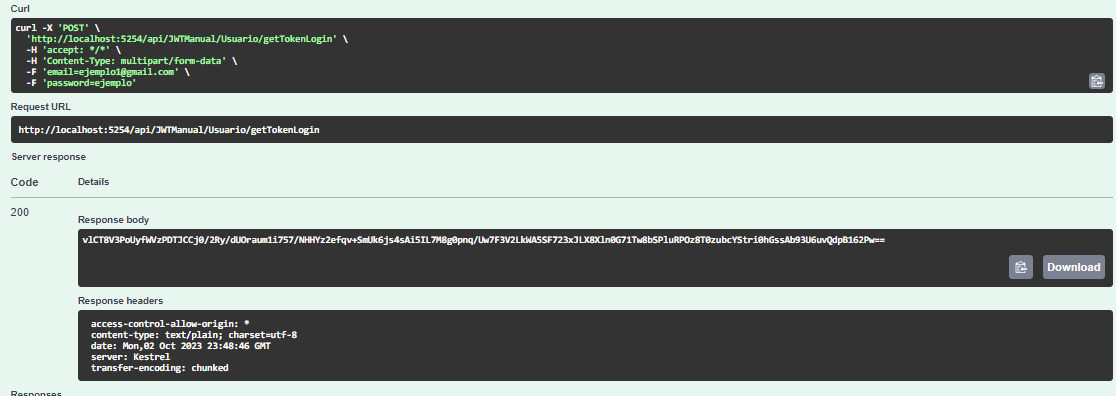 Curl
curl -X 'POST' \
'http://localhost:5254/api/JWTManual/Usuario/getTokenLogin' \
-H 'accept: */*' \
-H 'Content-Type: multipart/form-data' \
-F 'email=ejemplo1@gmail.com' \
-F 'password=ejemplo'
Request URL
http://localhost:5254/api/JWTManual/Usuario/getTokenLogin
Server response
Code Details
200
Response body
vlCT8V3PoUyfWVzPDTJCCj0/2Ry/dUOraum1i757/NHHYz2efqv+SmUk6js4sAi5IL7M8g0pnq/Uw7F3V2LkWA5SF723xJLX8Xln0G71Tw8bSPluRPOz8T0zubcYStri0hGssAb93U6uvQdpB162Pw==
Download
Response headers
access-control-allow-origin: *
content-type: text/plain; charset=utf-8
date: Mon,02 Oct 2023 23:48:46 GMT
server: Kestrel
transfer-encoding: chunked
Responses